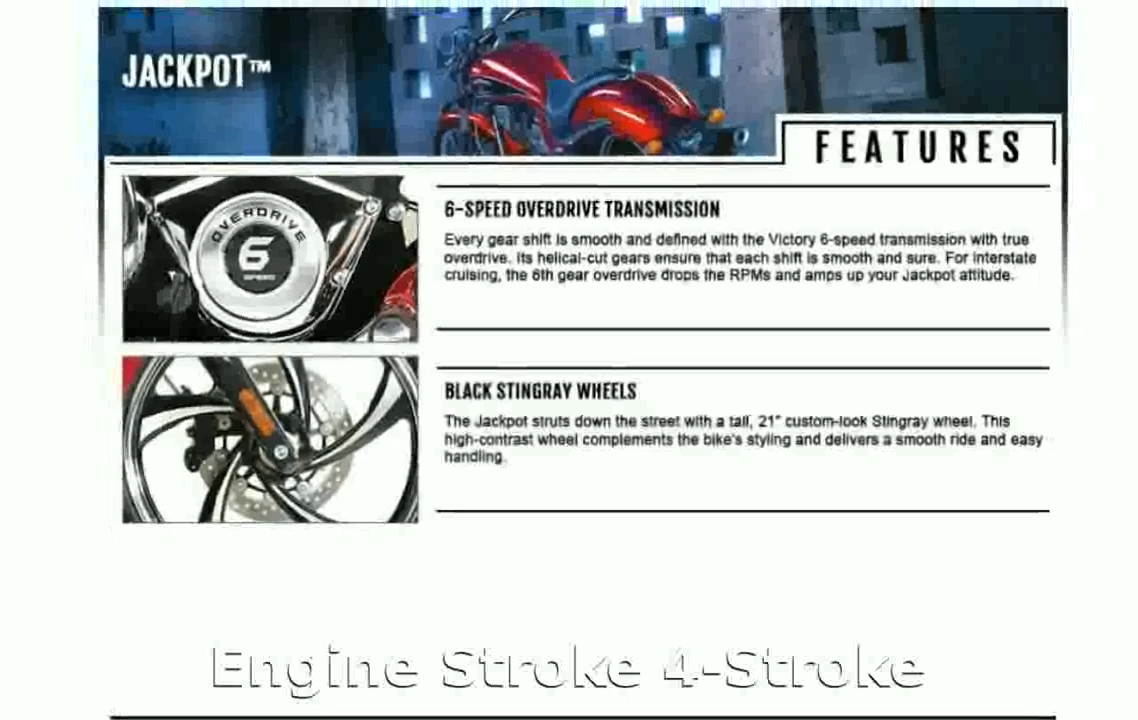 JACKPOT™
FEATURES
OVERDRIVE
6
SPEED
6-SPEED OVERDRIVE TRANSMISSION
Every gear shift is smooth and defined with the Victory 6-speed transmission with true
overdrive. Its helical-cut gears ensure that each shift is smooth and sure. For interstate
cruising, the 6th gear overdrive drops the RPMs and amps up your Jackpot attitude.
BLACK STINGRAY WHEELS
The Jackpot struts down the street with a tall, 21" custom-look Stingray wheel. This
high-contrast wheel complements the bike's styling and delivers a smooth ride and easy
handling.
Engine Stroke 4-Stroke